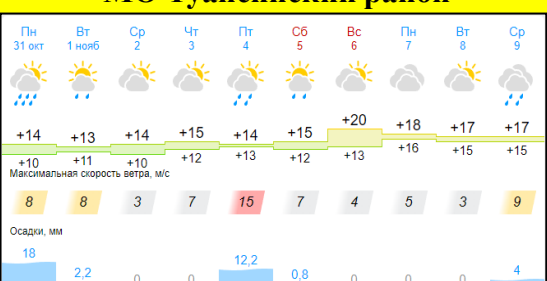 МО Туапсинский район
Пн Вт Ср Чт Пт Сб Вс Пн Вт Ср
31 окт 1 нояб 2 3 4 5 6 7 8 9
+14 +13 +14 +15 +14 +15 +20 +18 +17 +17
+10 +11 +10 +12 +13 +12 +13 +16 +15 +15
Максимальная скорость ветра, м/с
8 8 3 7 15 7 4 5 3 9
Осадки, мм
18 2,2 0 0 12,2 0,8 0 0 0 4